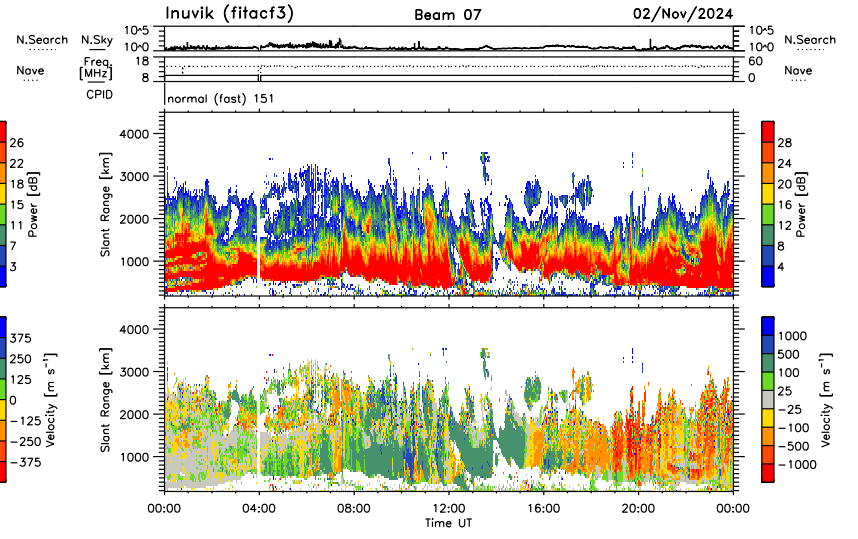 Inuvik (fitacf3) Beam 07 02/Nov/2024
N.Search N.Sky 10^5 10^0 10^5 10^0 N.Search
Nave Freq. [MHz] 18 8 60 0 Nave
CPID normal (fast) 151
Slant Range [km] 4000 3000 2000 1000
26 22 18 15 11 7 3 Power [dB]
28 24 20 16 12 8 4 Power [dB]
Slant Range [km] 4000 3000 2000 1000
375 250 125 0 −125 −250 −375 Velocity [m s⁻¹]
1000 500 100 25 −25 −100 −500 −1000 Velocity [m s⁻¹]
00:00 04:00 08:00 12:00 16:00 20:00 00:00
Time UT